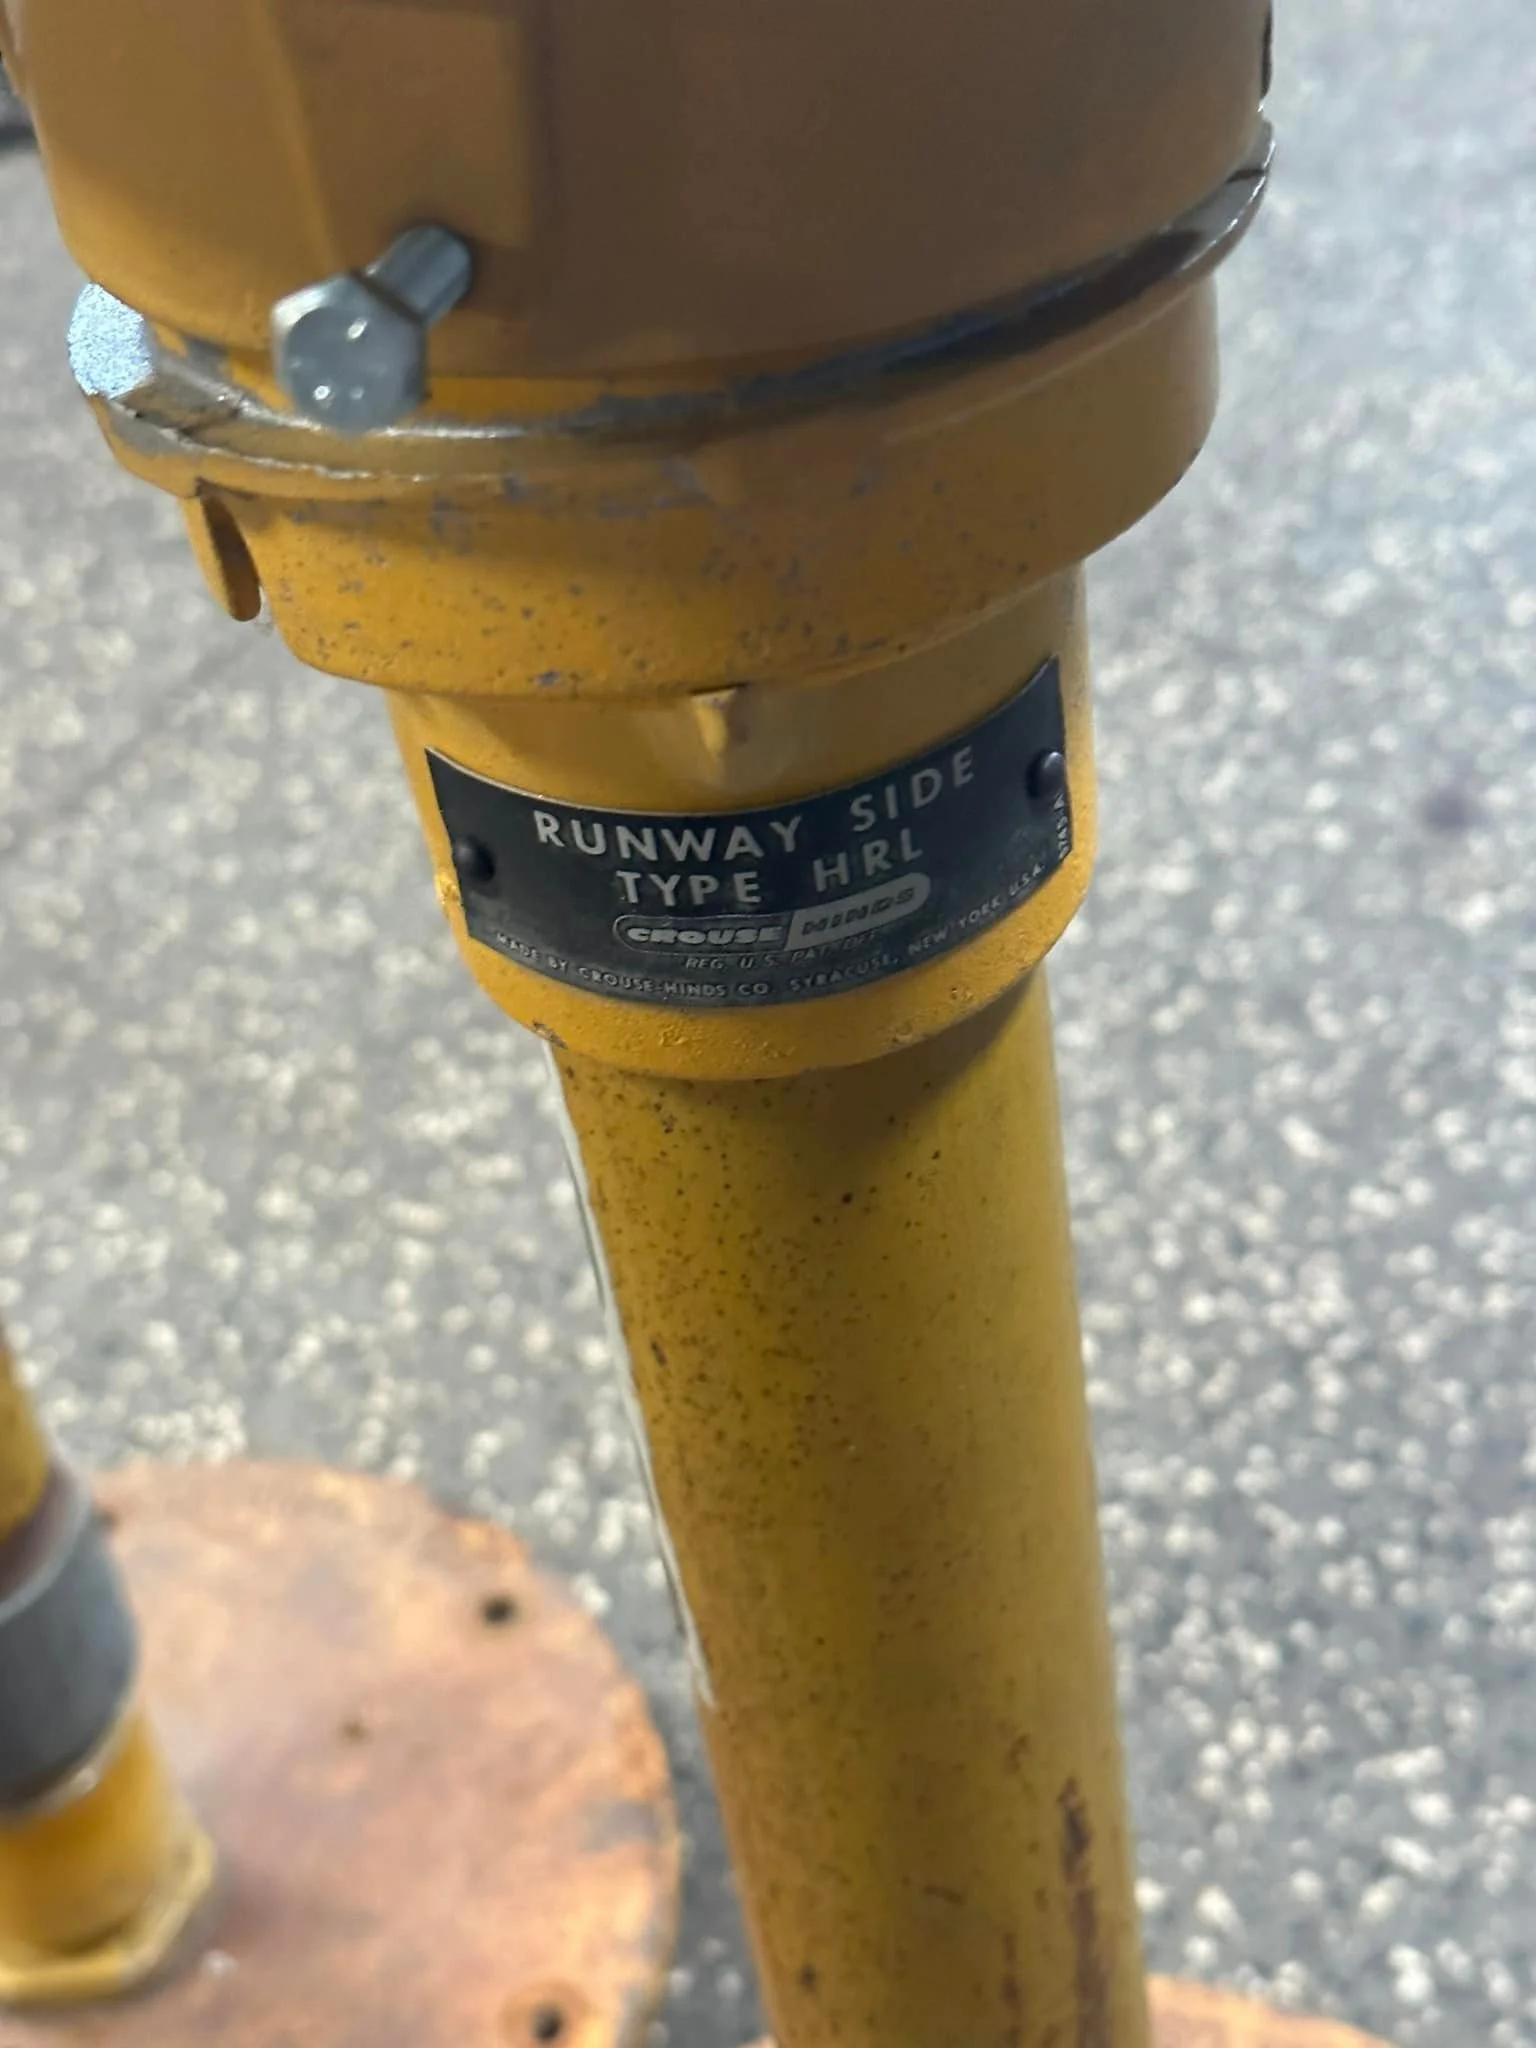 RUNWAY SIDE
TYPE HRL
CROUSE HINDS
REG. U.S. PAT. OFF.
MADE BY CROUSE-HINDS CO. SYRACUSE, NEW YORK, U.S.A.